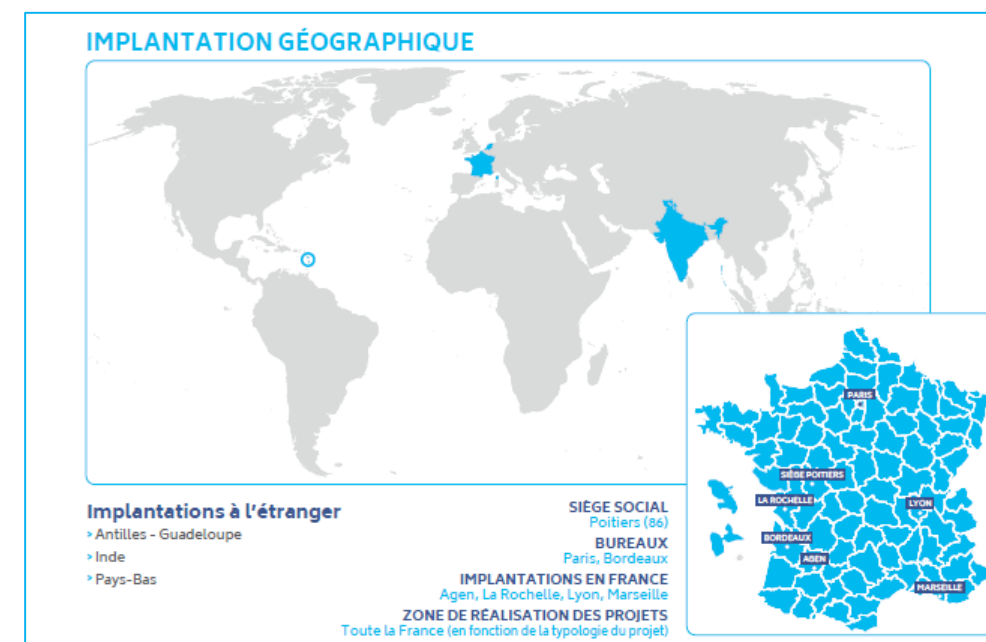 IMPLANTATION GÉOGRAPHIQUE
PARIS
SIÈGE POITIERS
LA ROCHELLE
LYON
BORDEAUX
AGEN
MARSEILLE
Implantations à l'étranger
> Antilles - Guadeloupe
> Inde
> Pays-Bas
SIÈGE SOCIAL
Poitiers (86)
BUREAUX
Paris, Bordeaux
IMPLANTATIONS EN FRANCE
Agen, La Rochelle, Lyon, Marseille
ZONE DE RÉALISATION DES PROJETS
Toute la France (en fonction de la typologie du projet)